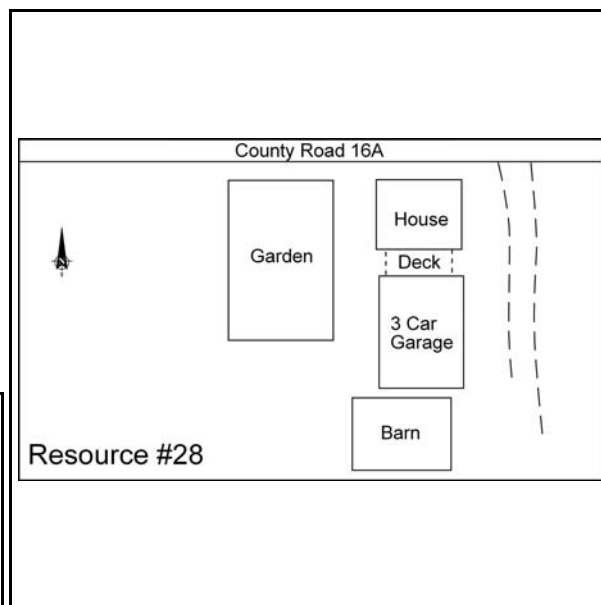 County Road 16A
House
Garden
Deck
3 Car
Garage
Barn
Resource #28
N